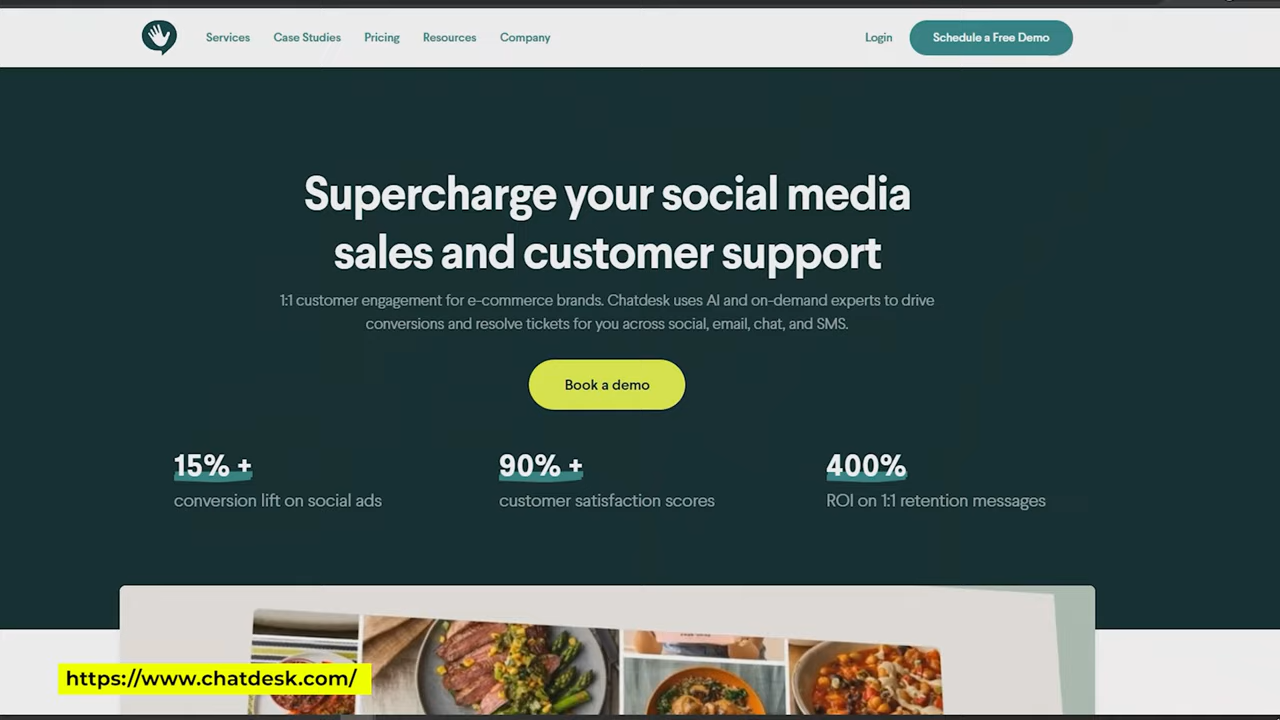 Services Case Studies Pricing Resources Company Login Schedule a Free Demo
Supercharge your social media
sales and customer support
1:1 customer engagement for e-commerce brands. Chatdesk uses AI and on-demand experts to drive
conversions and resolve tickets for you across social, email, chat, and SMS.
Book a demo
15% + 90% + 400%
conversion lift on social ads customer satisfaction scores ROI on 1:1 retention messages
https://www.chatdesk.com/